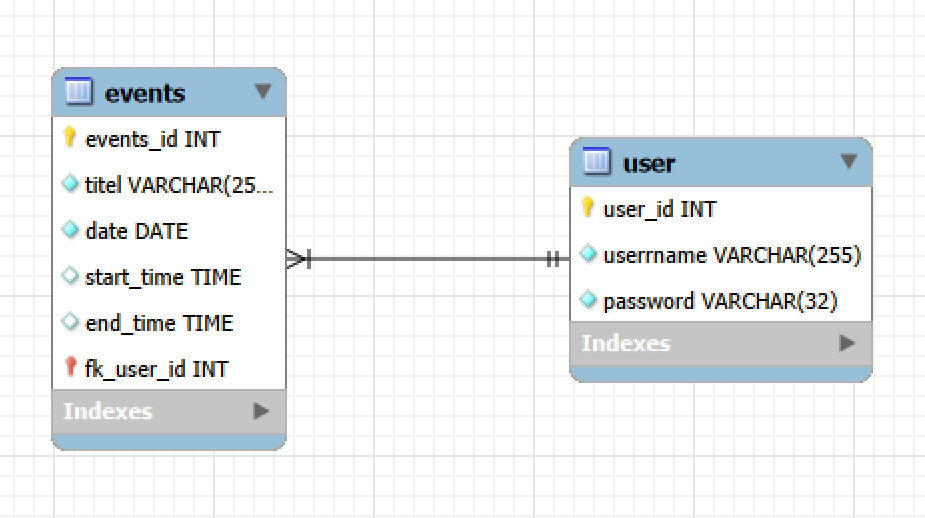 events
events_id INT
titel VARCHAR(25...
date DATE
start_time TIME
end_time TIME
fk_user_id INT
Indexes
user
user_id INT
userrname VARCHAR(255)
password VARCHAR(32)
Indexes